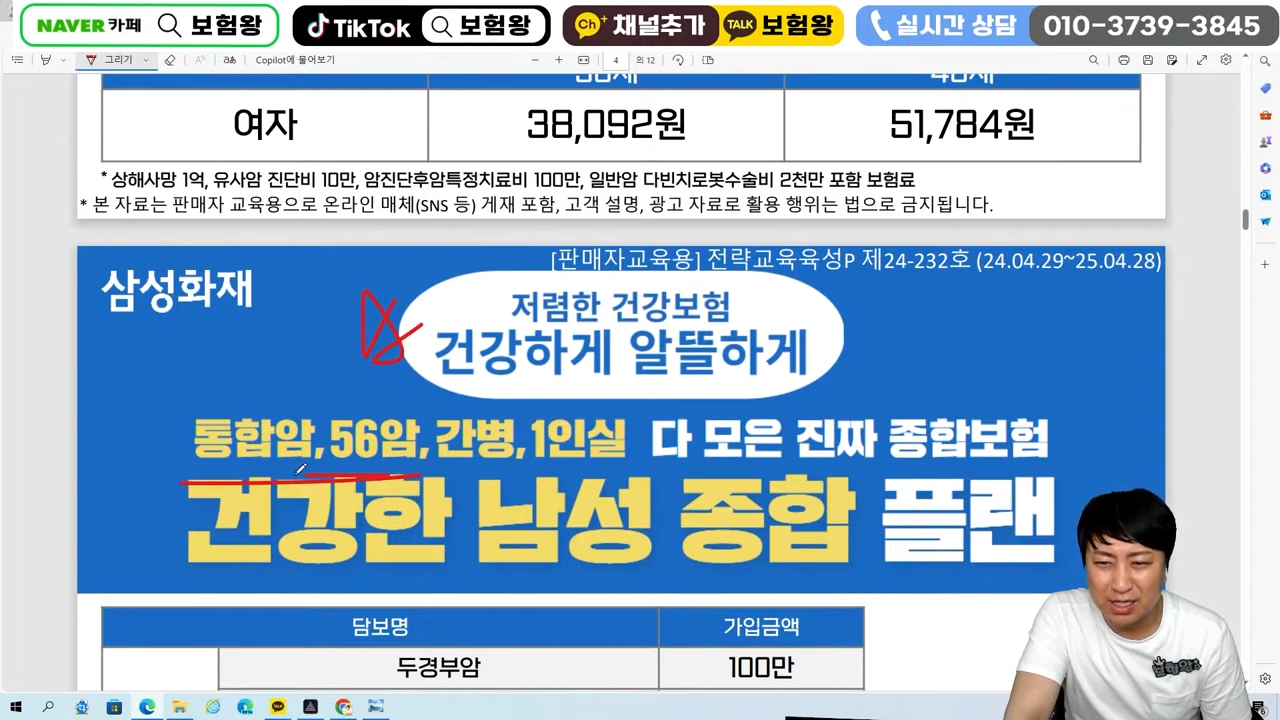 NAVER 카페 보험왕
TikTok 보험왕
Ch+ 채널추가 TALK 보험왕
실시간 상담 010-3739-3845
그리기
Copilot에 물어보기
4 의 12
여자 38,092원 51,784원
* 상해사망 1억, 유사암 진단비 10만, 암진단후암특정치료비 100만, 일반암 다빈치로봇수술비 2천만 포함 보험료
* 본 자료는 판매자 교육용으로 온라인 매체(SNS 등) 게재 포함, 고객 설명, 광고 자료로 활용 행위는 법으로 금지됩니다.
[판매자교육용] 전략교육육성P 제24-232호 (24.04.29~25.04.28)
삼성화재
저렴한 건강보험
건강하게 알뜰하게
통합암, 56암, 간병, 1인실 다 모은 진짜 종합보험
건강한 남성 종합 플랜
담보명 가입금액
두경부암 100만